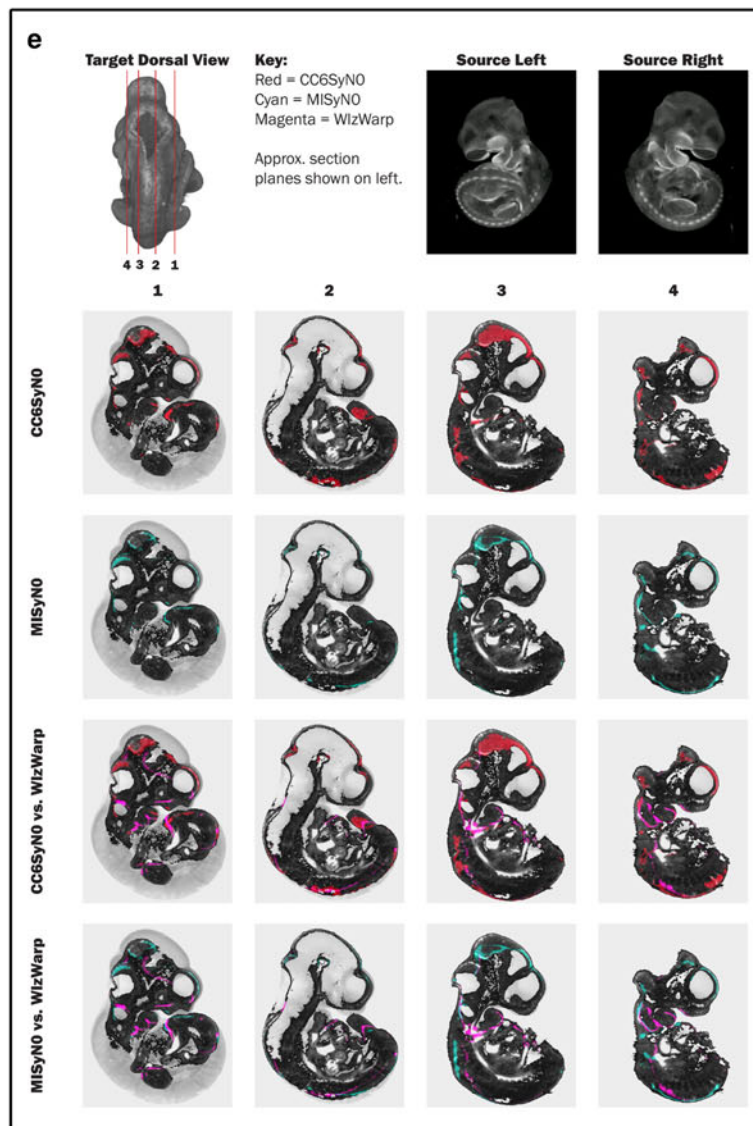 e
Target Dorsal View
Key:
Red = CC6SyN0
Cyan = MISyN0
Magenta = WlzWarp
Approx. section
planes shown on left.
Source Left
Source Right
4 3 2 1
1 2 3 4
CC6SyN0
MISyN0
CC6SyN0 vs. WlzWarp
MISyN0 vs. WlzWarp